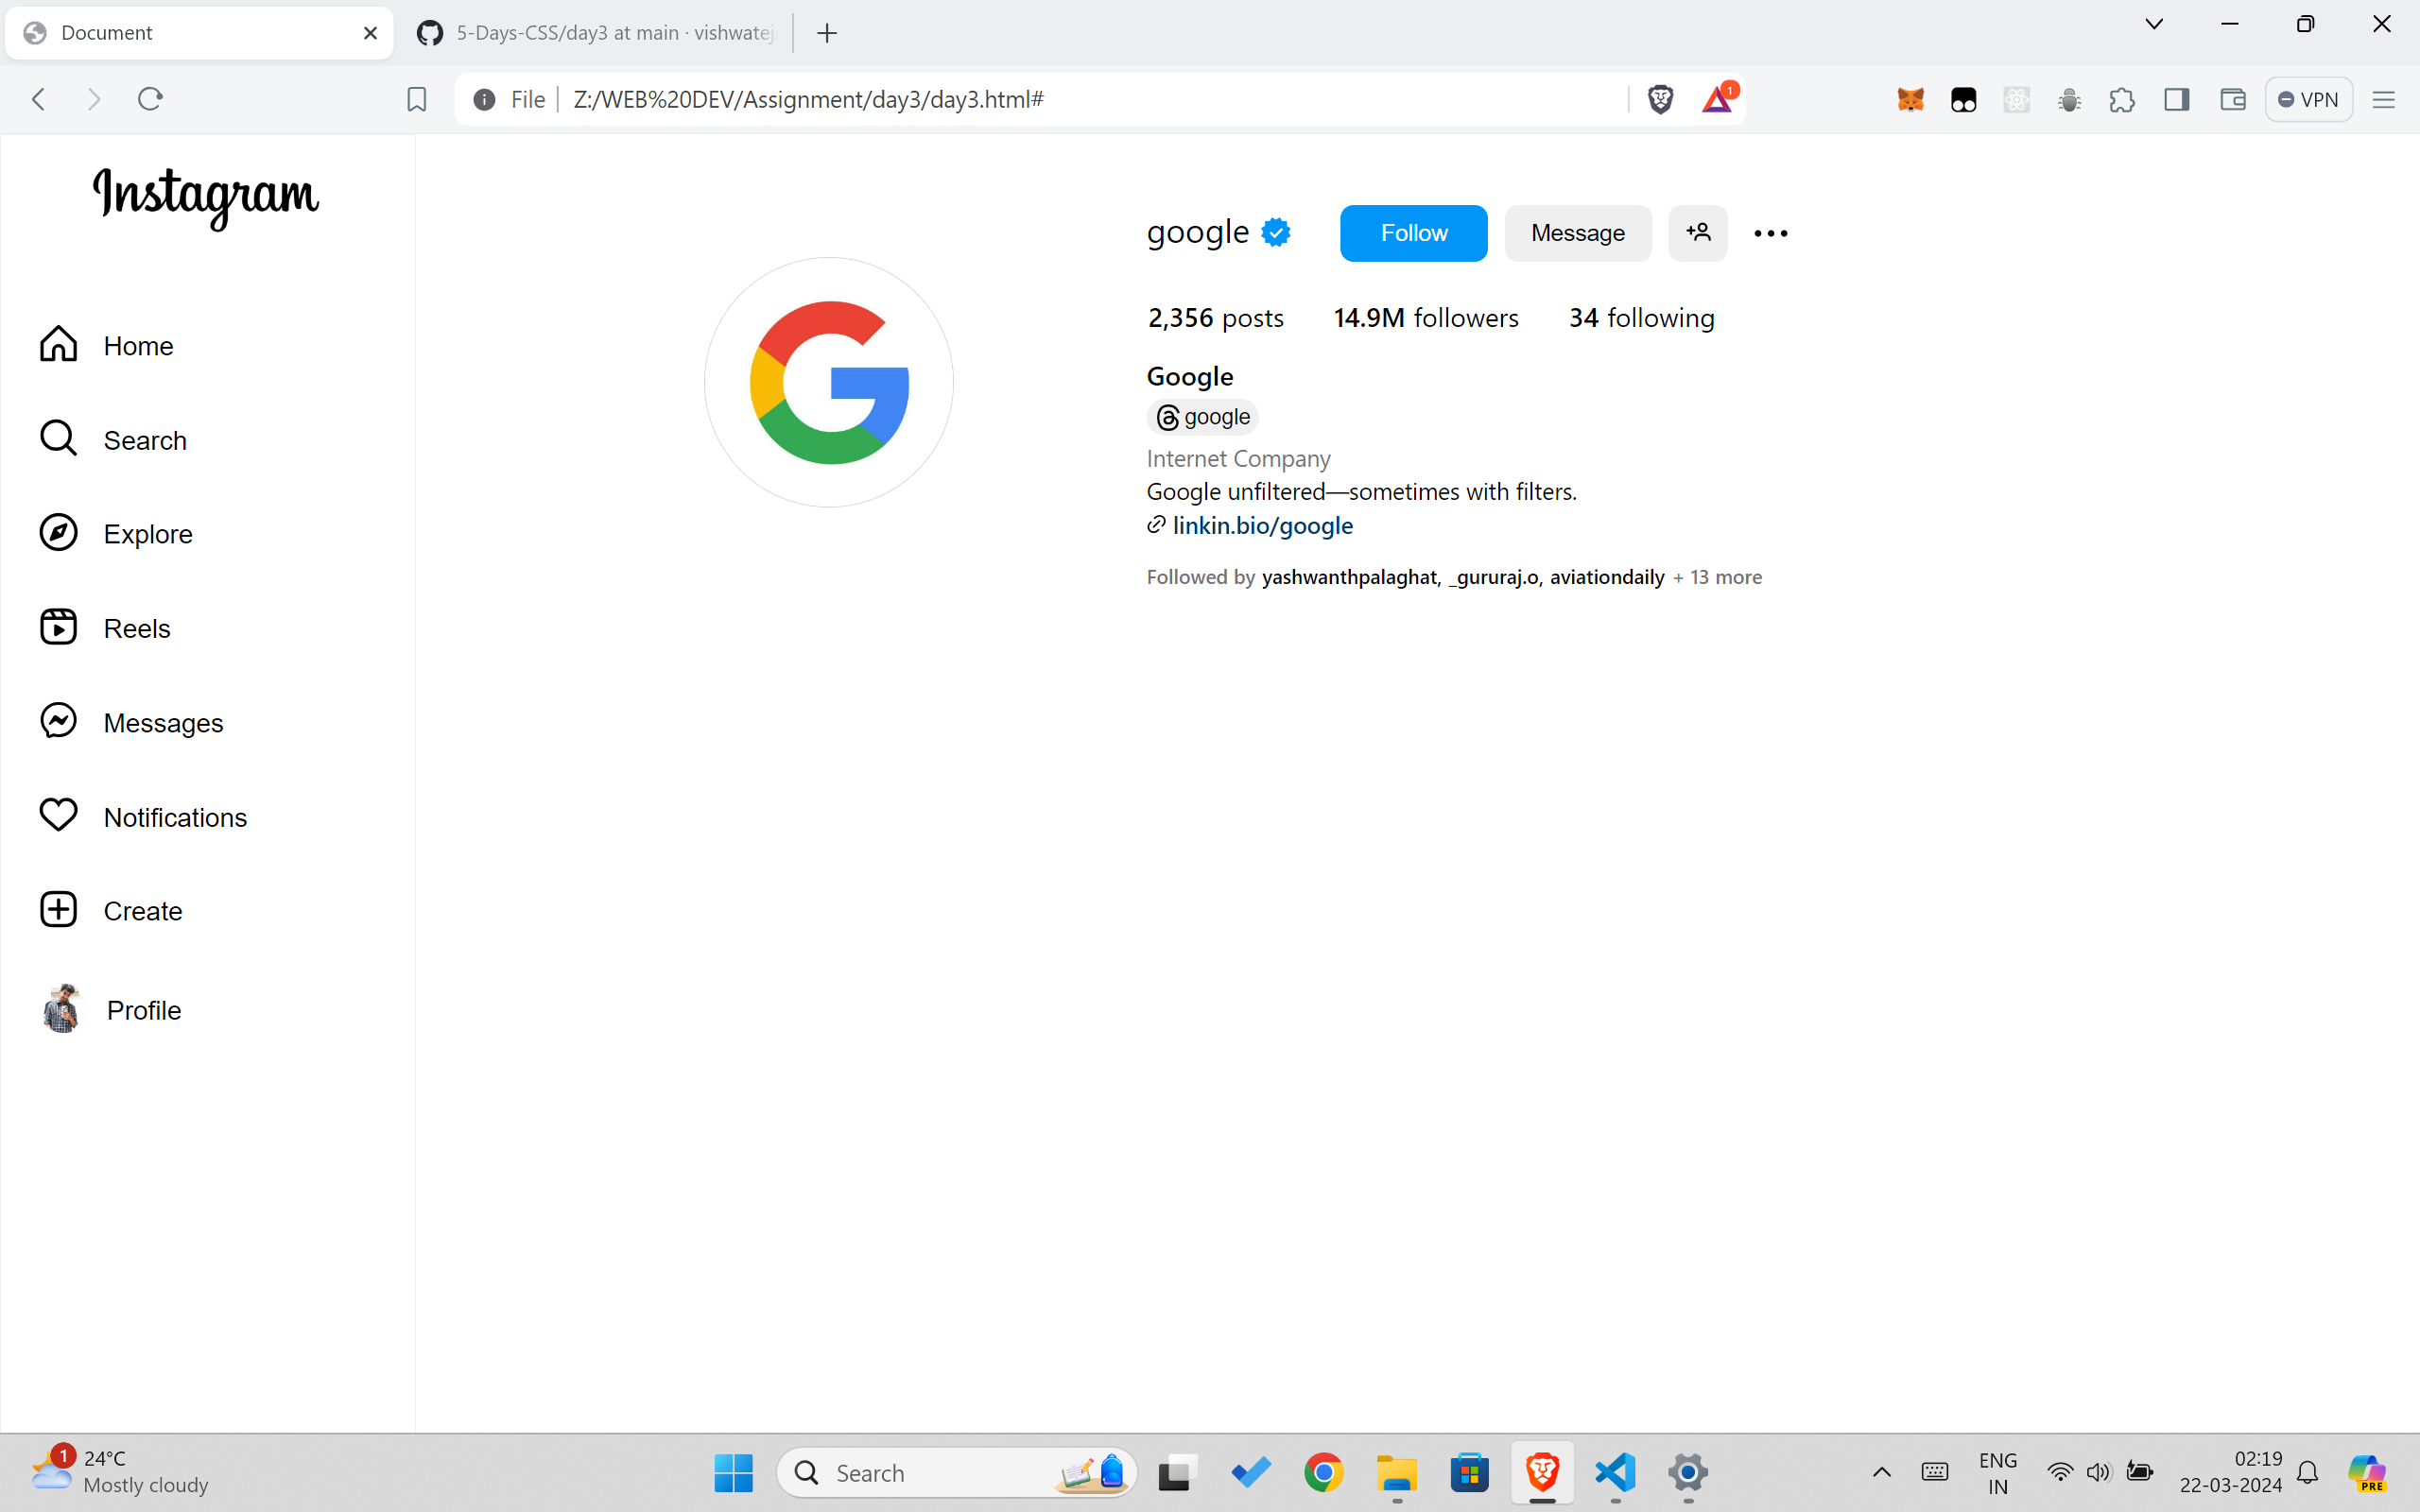 Document
5-Days-CSS/day3 at main · vishwatej
File
Z:/WEB%20DEV/Assignment/day3/day3.html#
1
VPN
Instagram
Home
Search
Explore
Reels
Messages
Notifications
Create
Profile
google
Follow
Message
2,356 posts
14.9M followers
34 following
Google
google
Internet Company
Google unfiltered—sometimes with filters.
linkin.bio/google
Followed by yashwanthpalaghat, _gururaj.o, aviationdaily + 13 more
1
24°C
Mostly cloudy
Search
ENG
IN
02:19
22-03-2024
PRE